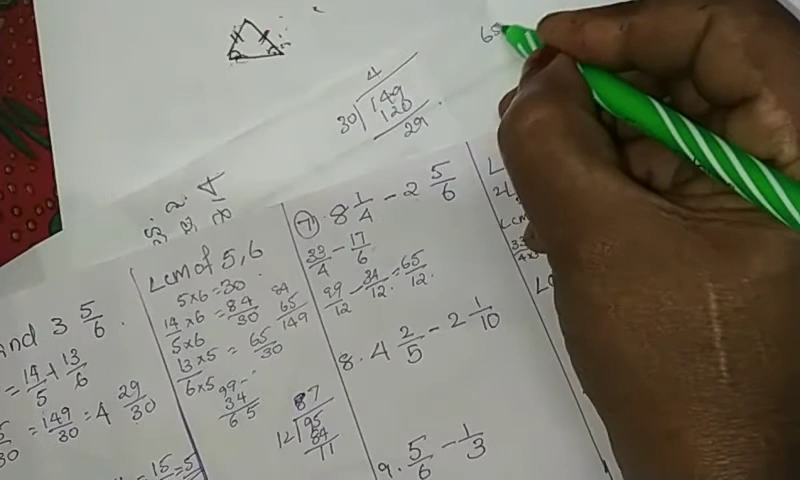 65
4
30 149
120
29
Lcm of 5,6
5×6=30
14×6 = 84
5×6 30
13×5 = 65
6×5 30
84
65
149
99
34
65
87
12 95
84
11
and 3 5/6
= 14/5 + 13/6
= 149/30 = 4 29/30
15
7. 8 1/4 - 2 5/6
33/4 - 17/6
99/12 - 34/12 = 65/12
8. 4 2/5 - 2 1/10
9. 5/6 - 1/3
Lcm
33